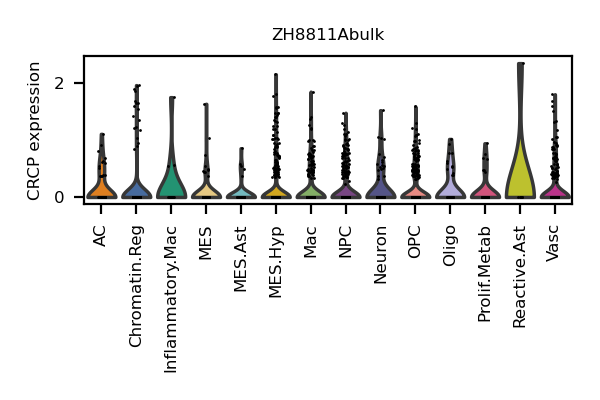 ZH8811Abulk
CRCP expression
2
0
AC
Chromatin.Reg
Inflammatory.Mac
MES
MES.Ast
MES.Hyp
Mac
NPC
Neuron
OPC
Oligo
Prolif.Metab
Reactive.Ast
Vasc